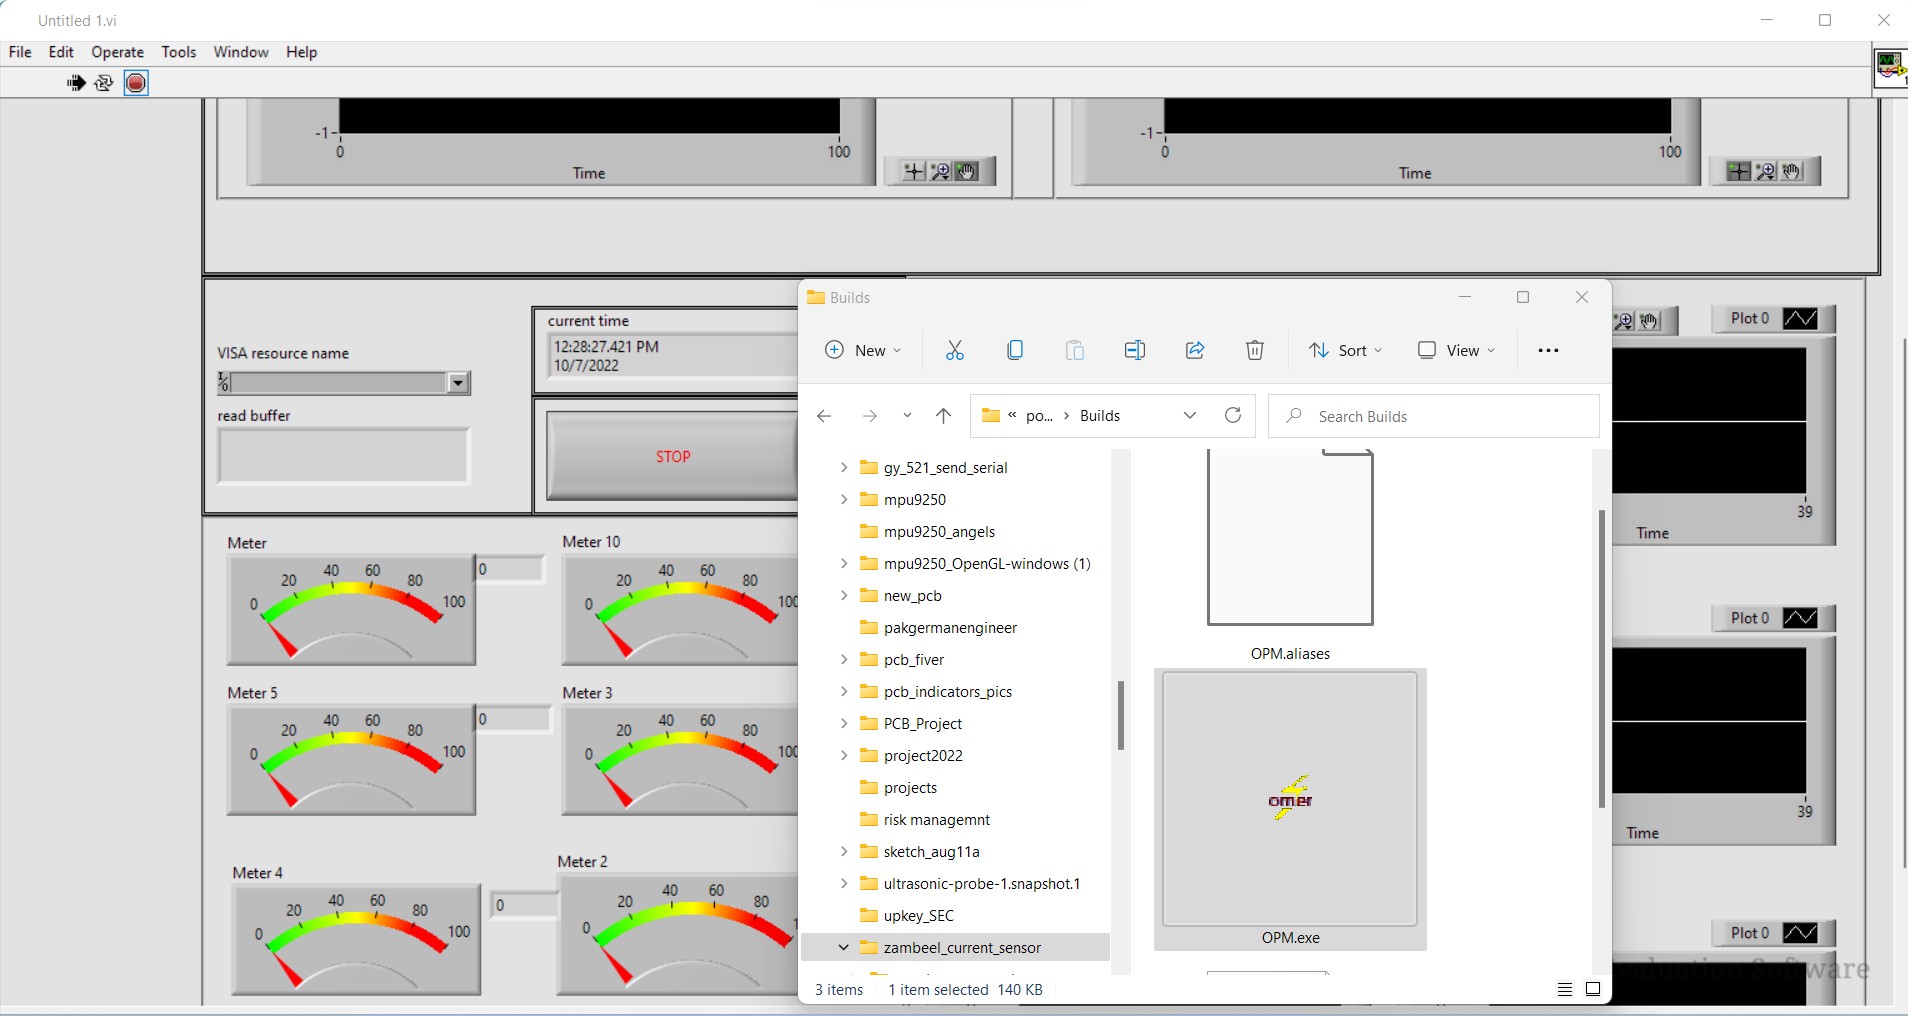 Untitled 1.vi
File Edit Operate Tools Window Help
-1
0
100
Time
-1
0
100
Time
VISA resource name
I/O
read buffer
current time
12:28:27.421 PM
10/7/2022
STOP
Meter
0 20 40 60 80 100
0
Meter 10
0 20 40 60 80 100
Meter 5
0 20 40 60 80 100
0
Meter 3
0 20 40 60 80 100
Meter 4
0 20 40 60 80 100
0
Meter 2
0 20 40 60 80 1
Builds
New Sort View
« po... > Builds
Search Builds
gy_521_send_serial
mpu9250
mpu9250_angels
mpu9250_OpenGL-windows (1)
new_pcb
pakgermanengineer
pcb_fiver
pcb_indicators_pics
PCB_Project
project2022
projects
risk managemnt
sketch_aug11a
ultrasonic-probe-1.snapshot.1
upkey_SEC
zambeel_current_sensor
OPM.aliases
omer
OPM.exe
3 items 1 item selected 140 KB
Plot 0
39
Time
Plot 0
39
Time
Plot 0
valuation Software